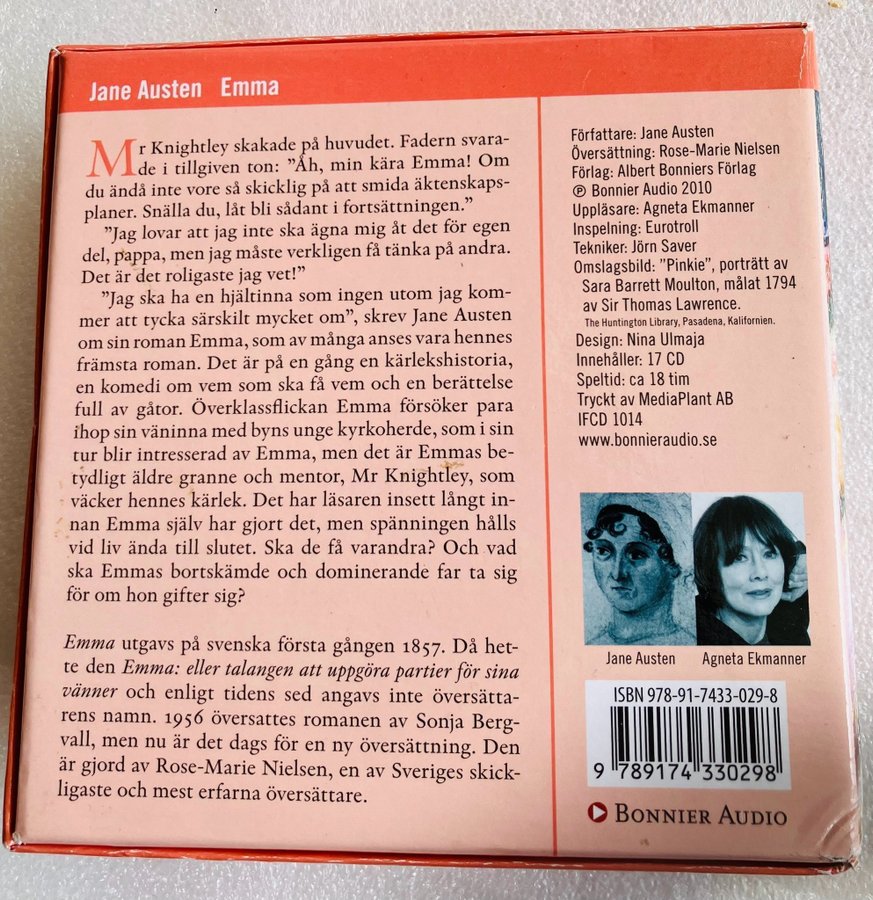 Jane Austen Emma
Mr Knightley skakade på huvudet. Fadern svara-
de i tillgiven ton: ”Åh, min kära Emma! Om
du ändå inte vore så skicklig på att smida äktenskaps-
planer. Snälla du, låt bli sådant i fortsättningen.”
”Jag lovar att jag inte ska ägna mig åt det för egen
del, pappa, men jag måste verkligen få tänka på andra.
Det är det roligaste jag vet!”
”Jag ska ha en hjältinna som ingen utom jag kom-
mer att tycka särskilt mycket om”, skrev Jane Austen
om sin roman Emma, som av många anses vara hennes
främsta roman. Det är på en gång en kärlekshistoria,
en komedi om vem som ska få vem och en berättelse
full av gåtor. Överklassflickan Emma försöker para
ihop sin väninna med byns unge kyrkoherde, som i sin
tur blir intresserad av Emma, men det är Emmas be-
tydligt äldre granne och mentor, Mr Knightley, som
väcker hennes kärlek. Det har läsaren insett långt in-
nan Emma själv har gjort det, men spänningen hålls
vid liv ända till slutet. Ska de få varandra? Och vad
ska Emmas bortskämde och dominerande far ta sig
för om hon gifter sig?
Emma utgavs på svenska första gången 1857. Då het-
te den Emma: eller talangen att uppgöra partier för sina
vänner och enligt tidens sed angavs inte översätta-
rens namn. 1956 översattes romanen av Sonja Berg-
vall, men nu är det dags för en ny översättning. Den
är gjord av Rose-Marie Nielsen, en av Sveriges skick-
ligaste och mest erfarna översättare.
Författare: Jane Austen
Översättning: Rose-Marie Nielsen
Förlag: Albert Bonniers Förlag
℗ Bonnier Audio 2010
Uppläsare: Agneta Ekmanner
Inspelning: Eurotroll
Tekniker: Jörn Saver
Omslagsbild: ”Pinkie”, porträtt av
Sara Barrett Moulton, målat 1794
av Sir Thomas Lawrence.
The Huntington Library, Pasadena, Kalifornien.
Design: Nina Ulmaja
Innehåller: 17 CD
Speltid: ca 18 tim
Tryckt av MediaPlant AB
IFCD 1014
www.bonnieraudio.se
Jane Austen
Agneta Ekmanner
ISBN 978-91-7433-029-8
9 789174 330298
BONNIER AUDIO